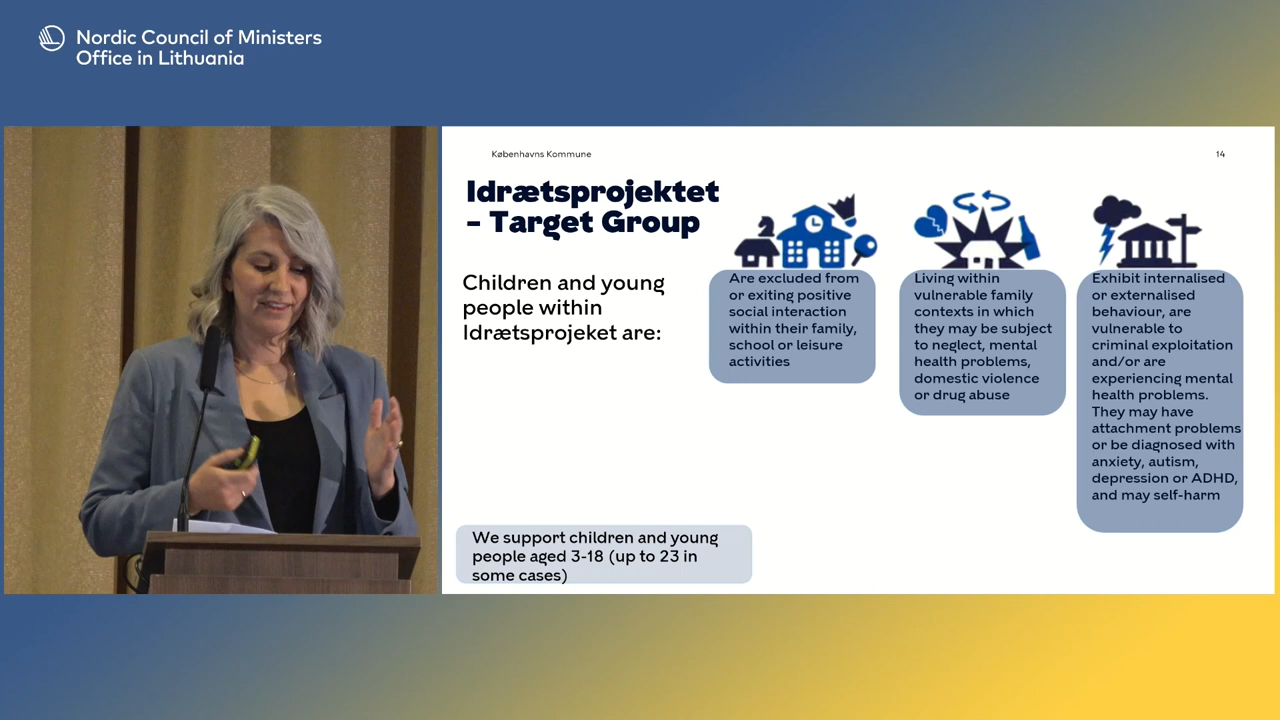 Nordic Council of Ministers
Office in Lithuania
Københavns Kommune
14
Idrætsprojektet
– Target Group
Children and young
people within
Idrætsprojeket are:
Are excluded from
or exiting positive
social interaction
within their family,
school or leisure
activities
Living within
vulnerable family
contexts in which
they may be subject
to neglect, mental
health problems,
domestic violence
or drug abuse
Exhibit internalised
or externalised
behaviour, are
vulnerable to
criminal exploitation
and/or are
experiencing mental
health problems.
They may have
attachment problems
or be diagnosed with
anxiety, autism,
depression or ADHD,
and may self-harm
We support children and young
people aged 3-18 (up to 23 in
some cases)